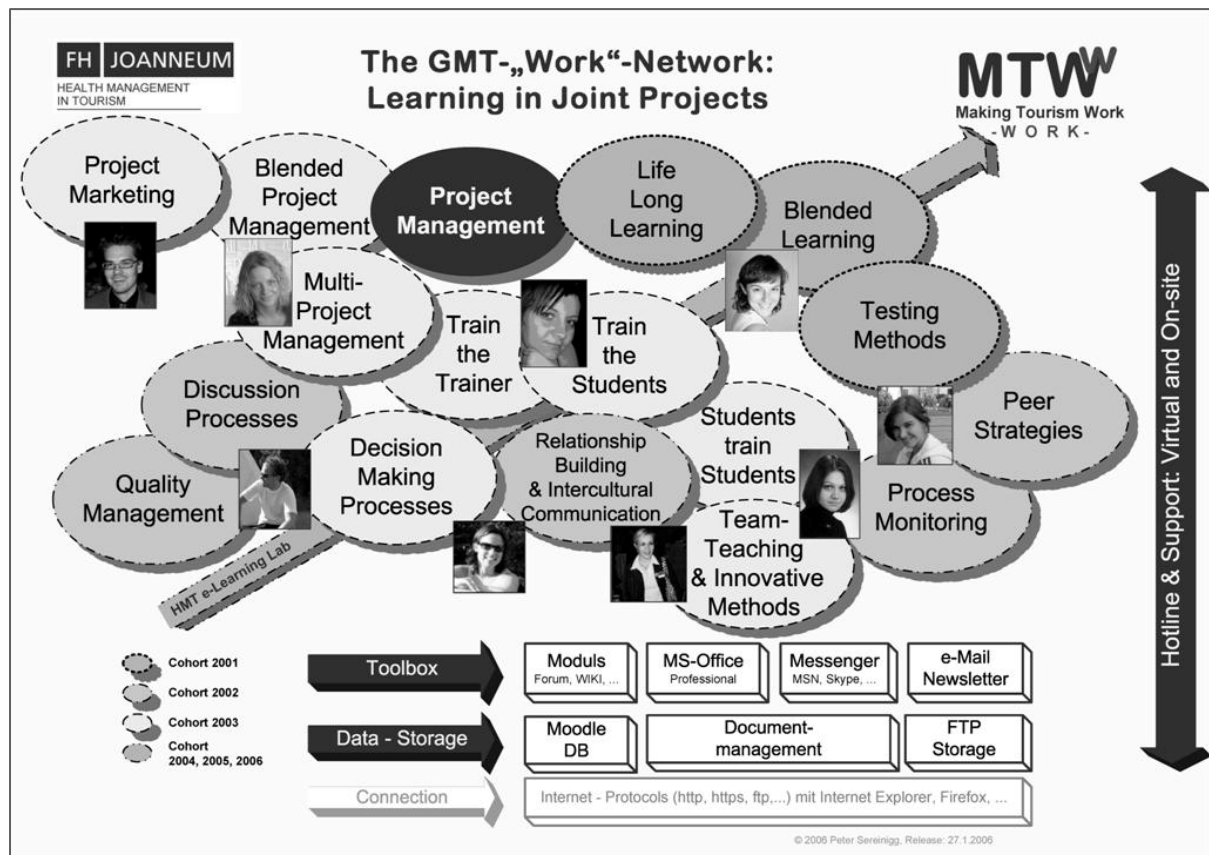 FH JOANNEUM
HEALTH MANAGEMENT
IN TOURISM
The GMT-„Work“-Network:
Learning in Joint Projects
MTWW
Making Tourism Work
- W O R K -
Project
Marketing
Blended
Project
Management
Project
Management
Life
Long
Learning
Blended
Learning
Multi-
Project
Management
Train
the
Trainer
Train
the
Students
Testing
Methods
Discussion
Processes
Peer
Strategies
Quality
Management
Decision
Making
Processes
Relationship
Building
& Intercultural
Communication
Students
train
Students
Process
Monitoring
Team-
Teaching
& Innovative
Methods
HMT e-Learning Lab
Hotline & Support: Virtual and On-site
Cohort 2001
Cohort 2002
Cohort 2003
Cohort
2004, 2005, 2006
Toolbox
Moduls
Forum, WIKI, ...
MS-Office
Professional
Messenger
MSN, Skype, ...
e-Mail
Newsletter
Data - Storage
Moodle
DB
Document-
management
FTP
Storage
Connection
Internet - Protocols (http, https, ftp,...) mit Internet Explorer, Firefox, ...
© 2006 Peter Sereinigg, Release: 27.1.2006